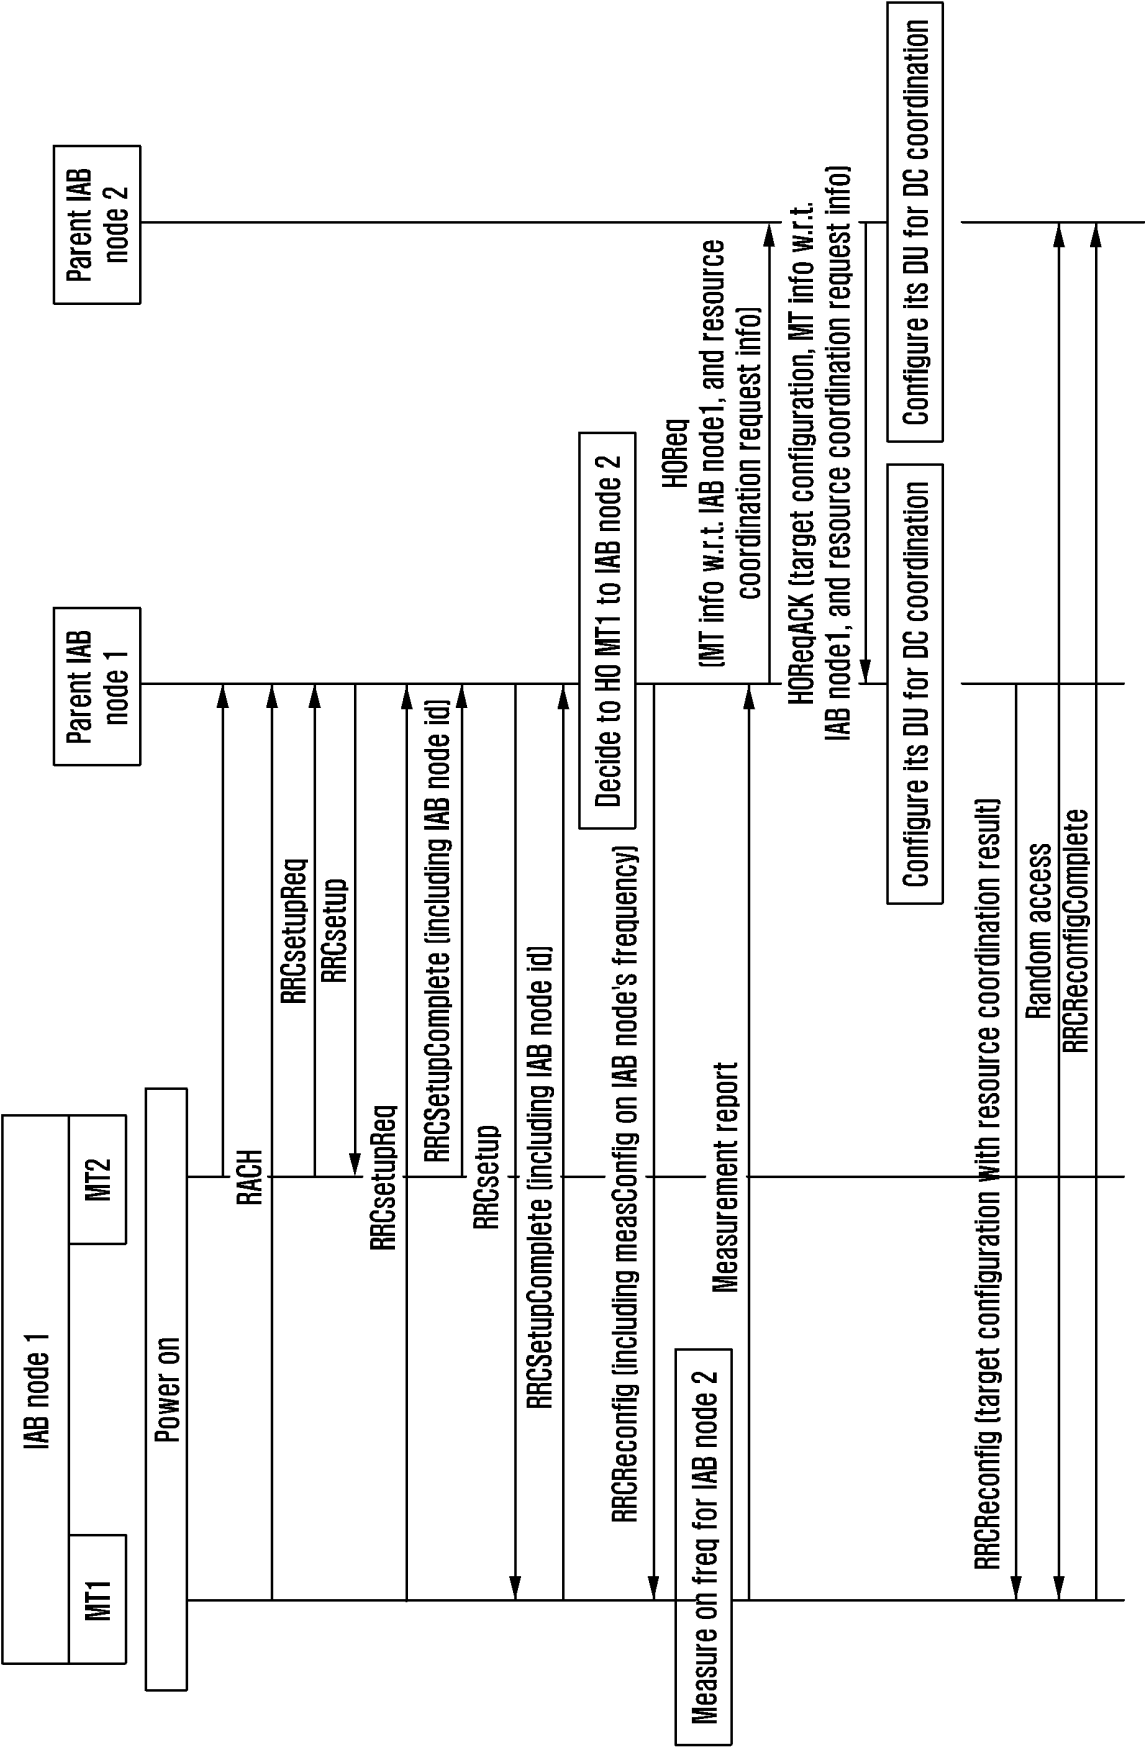 IAB node 1
MT1
MT2
Parent IAB
node 1
Parent IAB
node 2
Power on
RACH
RRCsetupReq
RRCsetup
RRCsetupReq
RRCSetupComplete (including IAB node id)
RRCsetup
RRCSetupComplete (including IAB node id)
Decide to HO MT1 to IAB node 2
RRCReconfig (including measConfig on IAB node's frequency)
Measure on freq for IAB node 2
Measurement report
HOReq
(MT info w.r.t. IAB node1, and resource
coordination request info)
HOReqACK (target configuration, MT info w.r.t.
IAB node1, and resource coordination request info)
Configure its DU for DC coordination
Configure its DU for DC coordination
RRCReconfig (target configuration with resource coordination result)
Random access
RRCReconfigComplete